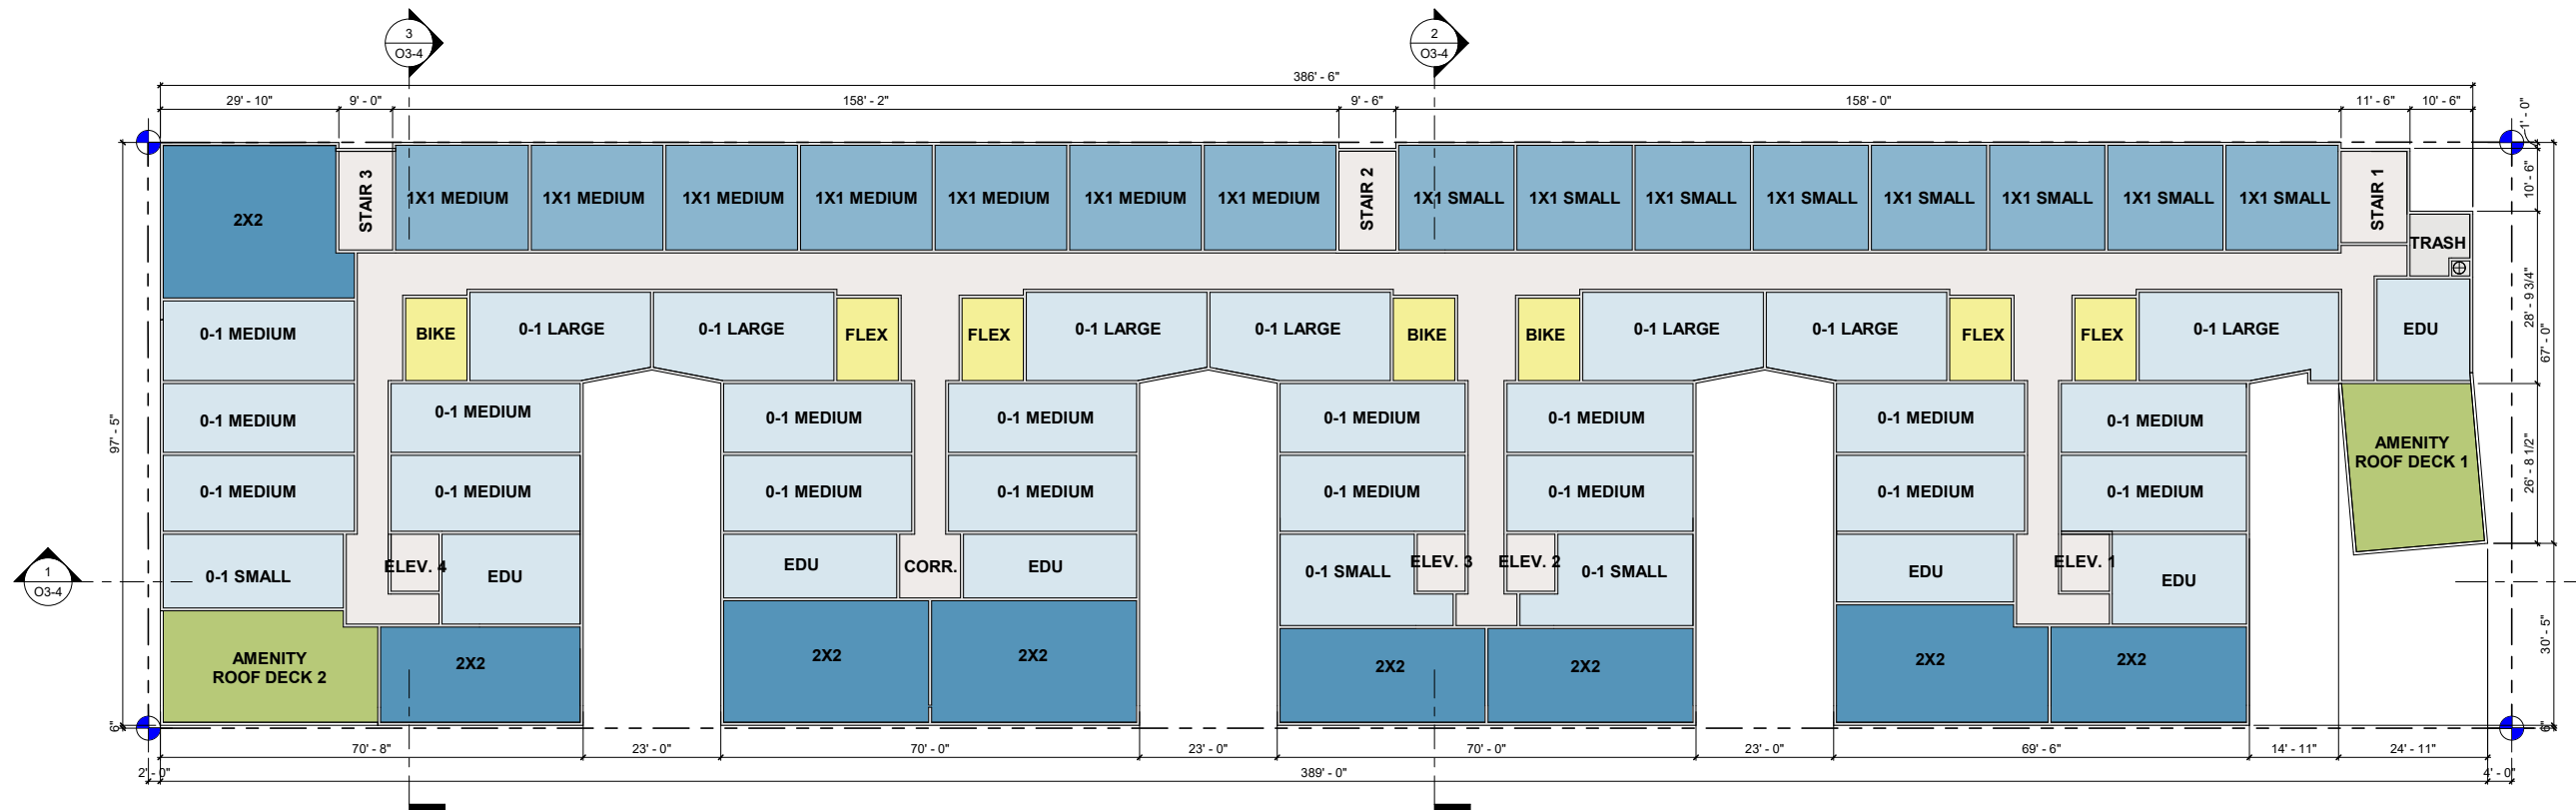 3
O3-4
2
O3-4
386' - 6"
29' - 10"
9' - 0"
158' - 2"
9' - 6"
158' - 0"
11' - 6"
10' - 6"
1' - 0"
2X2
STAIR 3
1X1 MEDIUM
1X1 MEDIUM
1X1 MEDIUM
1X1 MEDIUM
1X1 MEDIUM
1X1 MEDIUM
1X1 MEDIUM
STAIR 2
1X1 SMALL
1X1 SMALL
1X1 SMALL
1X1 SMALL
1X1 SMALL
1X1 SMALL
1X1 SMALL
1X1 SMALL
STAIR 1
TRASH
10' - 6"
28' - 9 3/4"
67' - 0"
0-1 MEDIUM
BIKE
0-1 LARGE
0-1 LARGE
FLEX
FLEX
0-1 LARGE
0-1 LARGE
BIKE
BIKE
0-1 LARGE
0-1 LARGE
FLEX
FLEX
0-1 LARGE
EDU
97' - 5"
0-1 MEDIUM
0-1 MEDIUM
0-1 MEDIUM
0-1 MEDIUM
0-1 MEDIUM
0-1 MEDIUM
0-1 MEDIUM
0-1 MEDIUM
AMENITY
ROOF DECK 1
26' - 8 1/2"
0-1 MEDIUM
0-1 MEDIUM
0-1 MEDIUM
0-1 MEDIUM
0-1 MEDIUM
0-1 MEDIUM
0-1 MEDIUM
0-1 MEDIUM
1
O3-4
0-1 SMALL
ELEV. 4
EDU
EDU
CORR.
EDU
0-1 SMALL
ELEV. 3
ELEV. 2
0-1 SMALL
EDU
ELEV. 1
EDU
AMENITY
ROOF DECK 2
2X2
2X2
2X2
2X2
2X2
2X2
2X2
30' - 5"
6"
6"
70' - 8"
23' - 0"
70' - 0"
23' - 0"
70' - 0"
23' - 0"
69' - 6"
14' - 11"
24' - 11"
2' - 0"
389' - 0"
4' - 0"